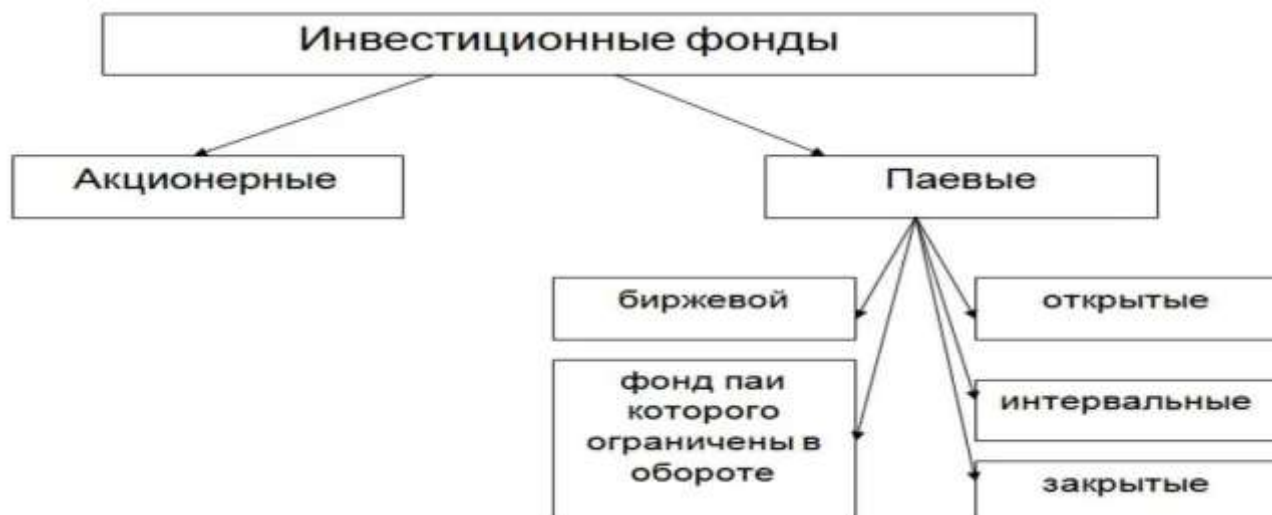 Инвестиционные фонды
Акционерные
Паевые
биржевой
открытые
фонд паи
которого
ограничены в
обороте
интервальные
закрытые